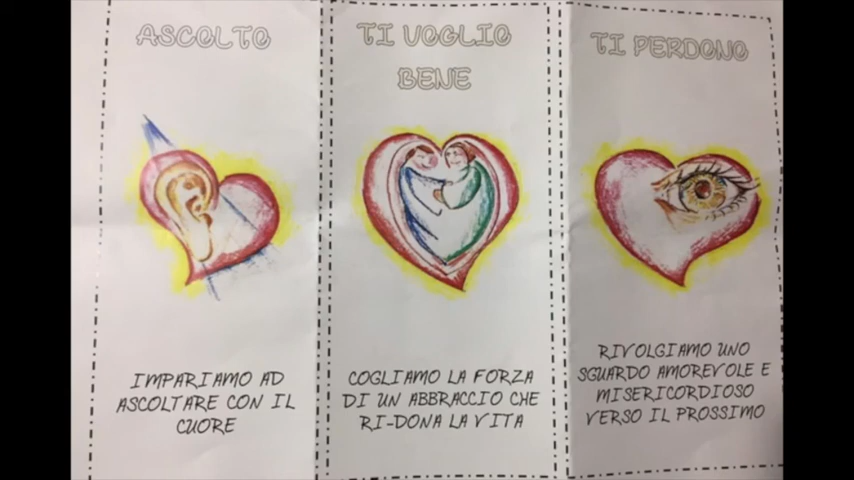 ASCOLTO
IMPARIAMO AD
ASCOLTARE CON IL
CUORE
TI VOGLIO
BENE
COGLIAMO LA FORZA
DI UN ABBRACCIO CHE
RI-DONA LA VITA
TI PERDONO
RIVOLGIAMO UNO
SGUARDO AMOREVOLE E
MISERICORDIOSO
VERSO IL PROSSIMO